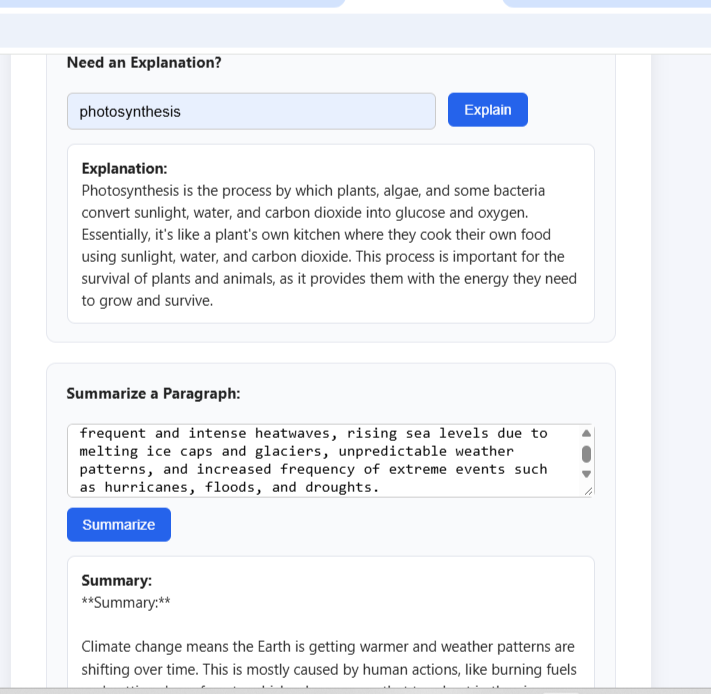 Need an Explanation?
photosynthesis
Explain
Explanation:
Photosynthesis is the process by which plants, algae, and some bacteria
convert sunlight, water, and carbon dioxide into glucose and oxygen.
Essentially, it's like a plant's own kitchen where they cook their own food
using sunlight, water, and carbon dioxide. This process is important for the
survival of plants and animals, as it provides them with the energy they need
to grow and survive.
Summarize a Paragraph:
frequent and intense heatwaves, rising sea levels due to
melting ice caps and glaciers, unpredictable weather
patterns, and increased frequency of extreme events such
as hurricanes, floods, and droughts.
Summarize
Summary:
**Summary:**
Climate change means the Earth is getting warmer and weather patterns are
shifting over time. This is mostly caused by human actions, like burning fuels